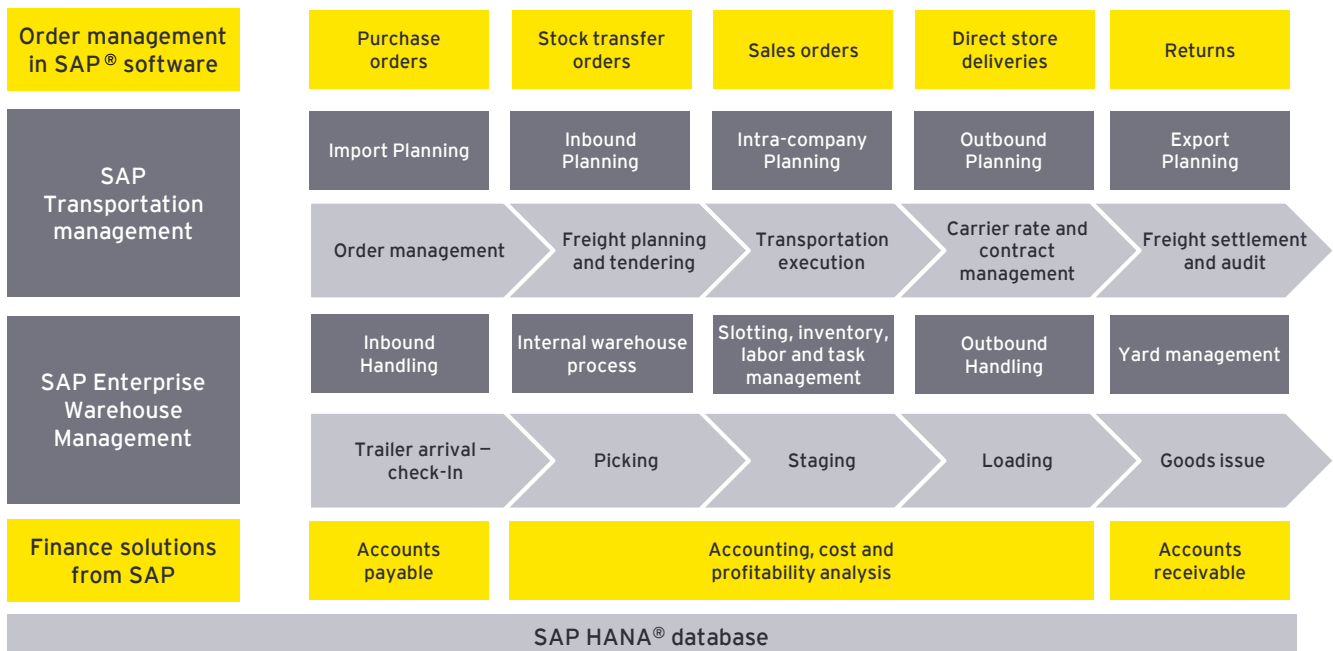 Order management
in SAP® software
Purchase
orders
Stock transfer
orders
Sales orders
Direct store
deliveries
Returns
SAP
Transportation
management
Import Planning
Inbound
Planning
Intra-company
Planning
Outbound
Planning
Export
Planning
Order management
Freight planning
and tendering
Transportation
execution
Carrier rate and
contract
management
Freight settlement
and audit
SAP Enterprise
Warehouse
Management
Inbound
Handling
Internal warehouse
process
Slotting, inventory,
labor and task
management
Outbound
Handling
Yard management
Trailer arrival –
check-In
Picking
Staging
Loading
Goods issue
Finance solutions
from SAP
Accounts
payable
Accounting, cost and
profitability analysis
Accounts
receivable
SAP HANA® database